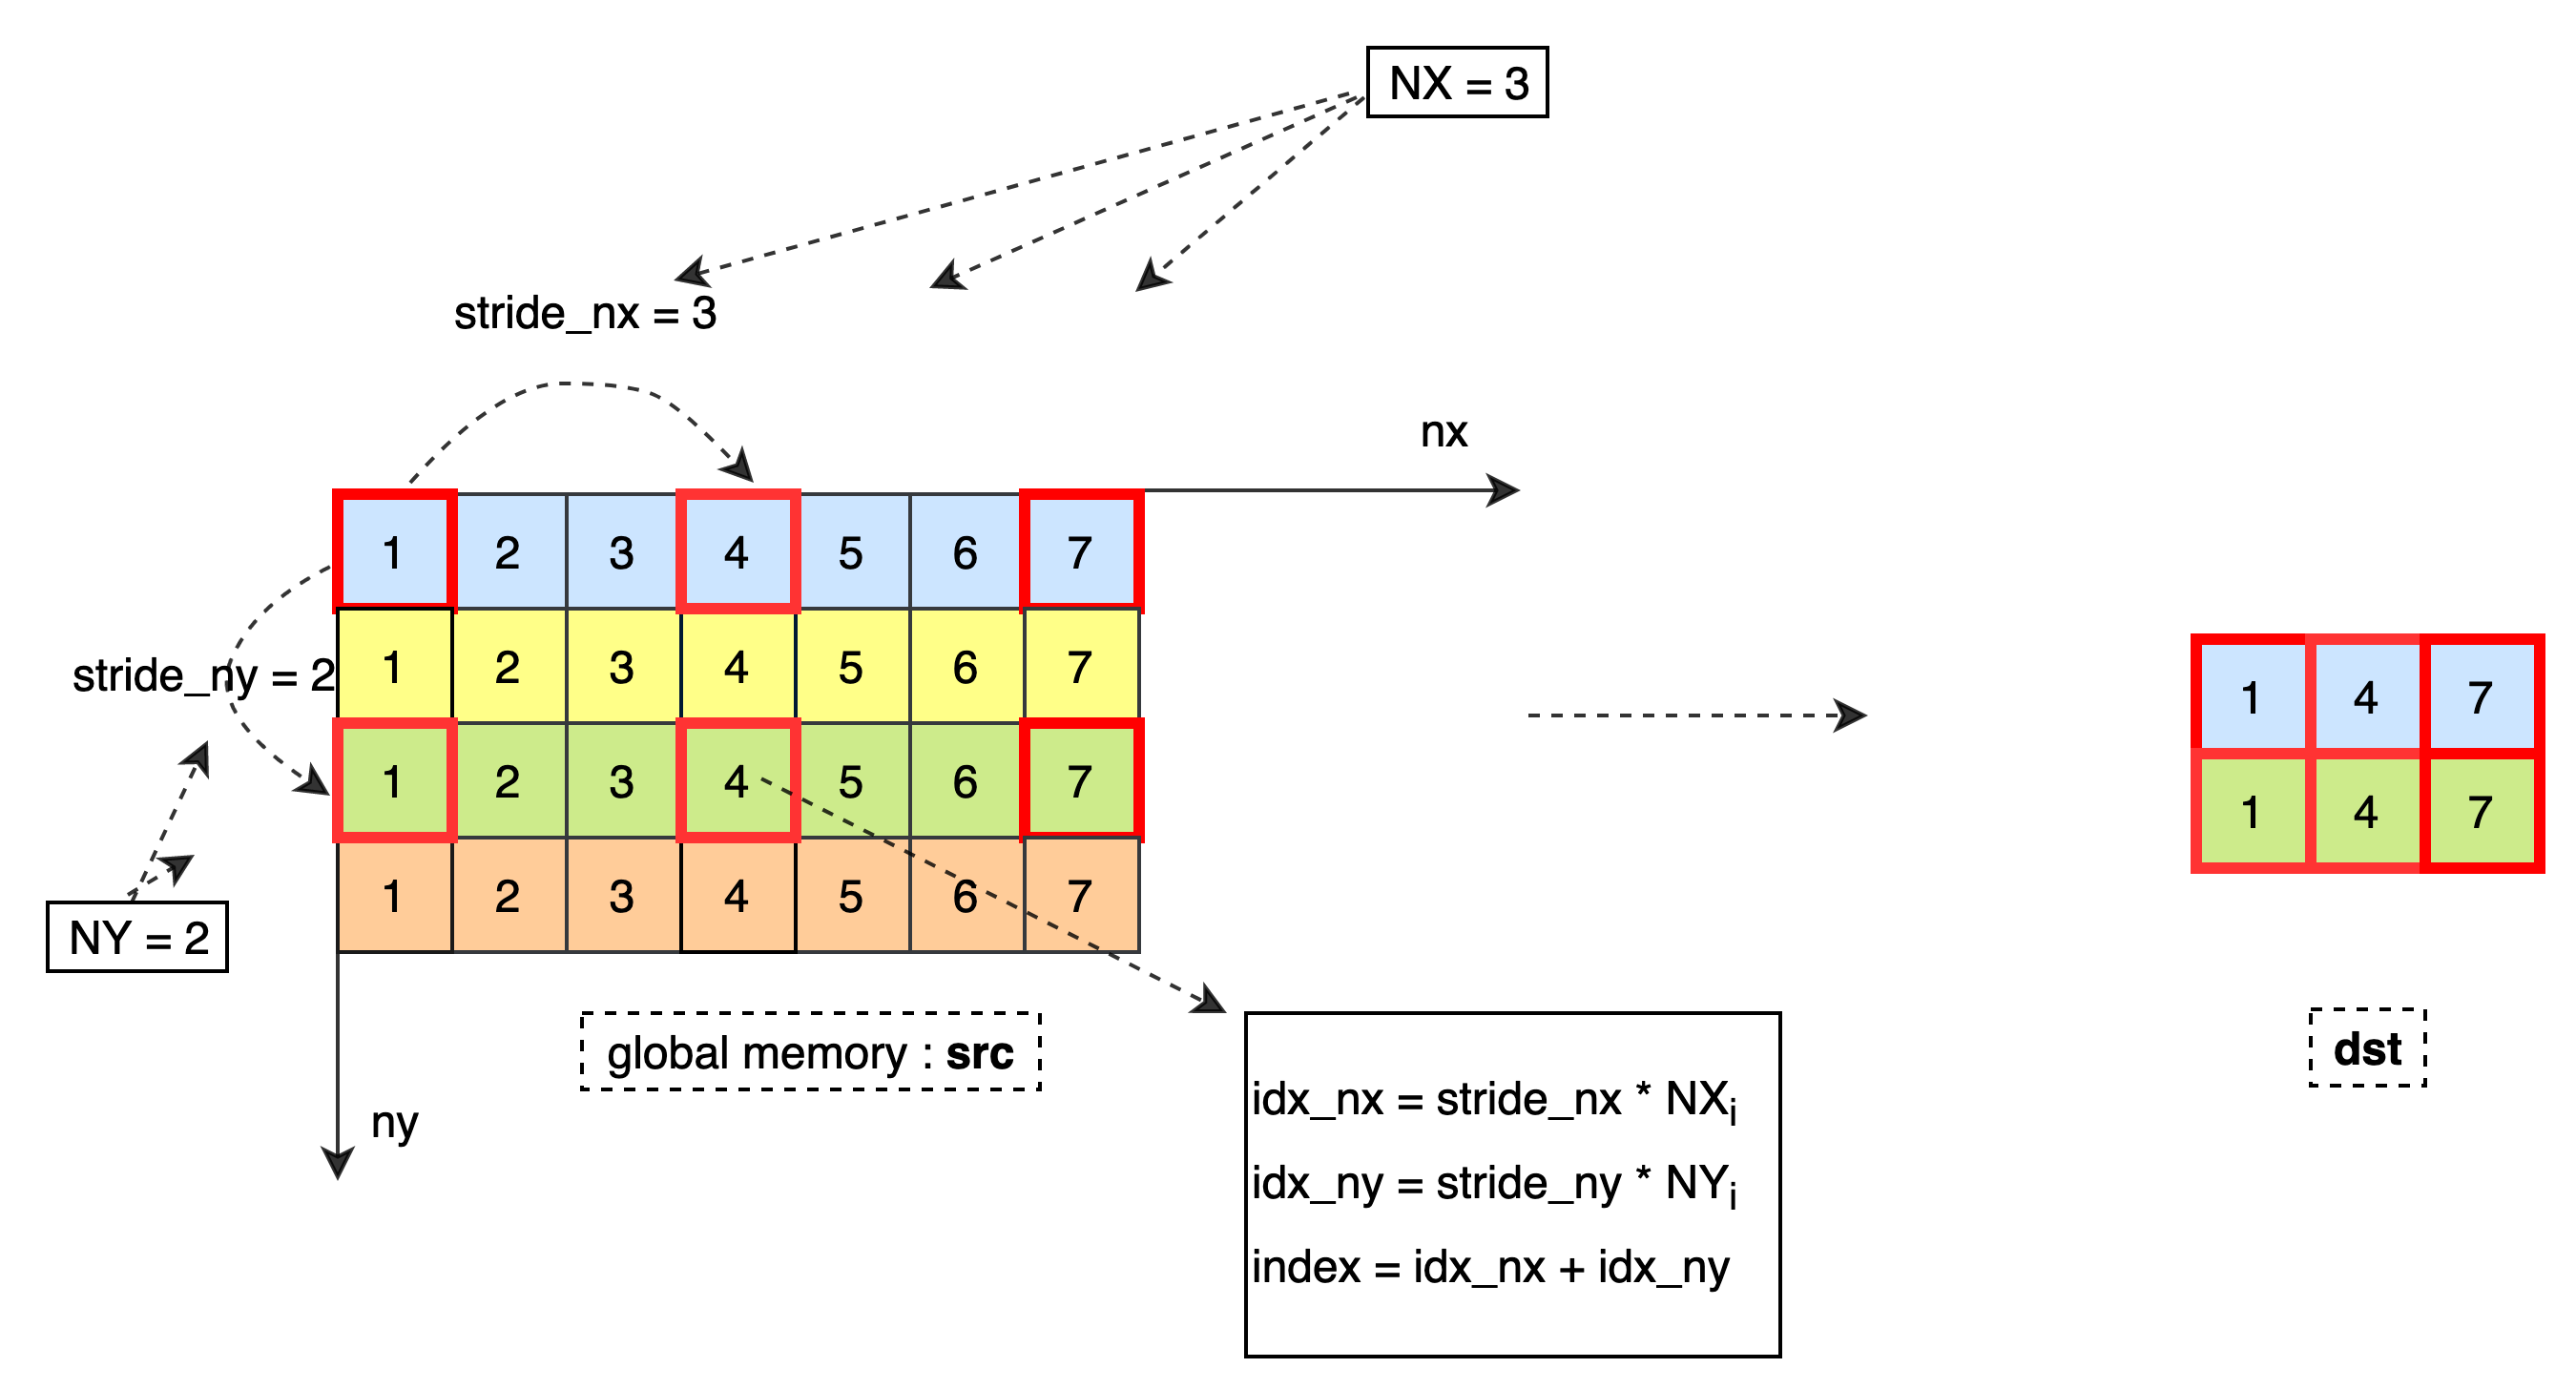 NX = 3
stride_nx = 3
nx
1 2 3 4 5 6 7
1 2 3 4 5 6 7
stride_ny = 2
1 2 3 4 5 6 7
1 2 3 4 5 6 7
NY = 2
1 4 7
1 4 7
global memory : src
dst
ny
idx_nx = stride_nx * NXi
idx_ny = stride_ny * NYi
index = idx_nx + idx_ny